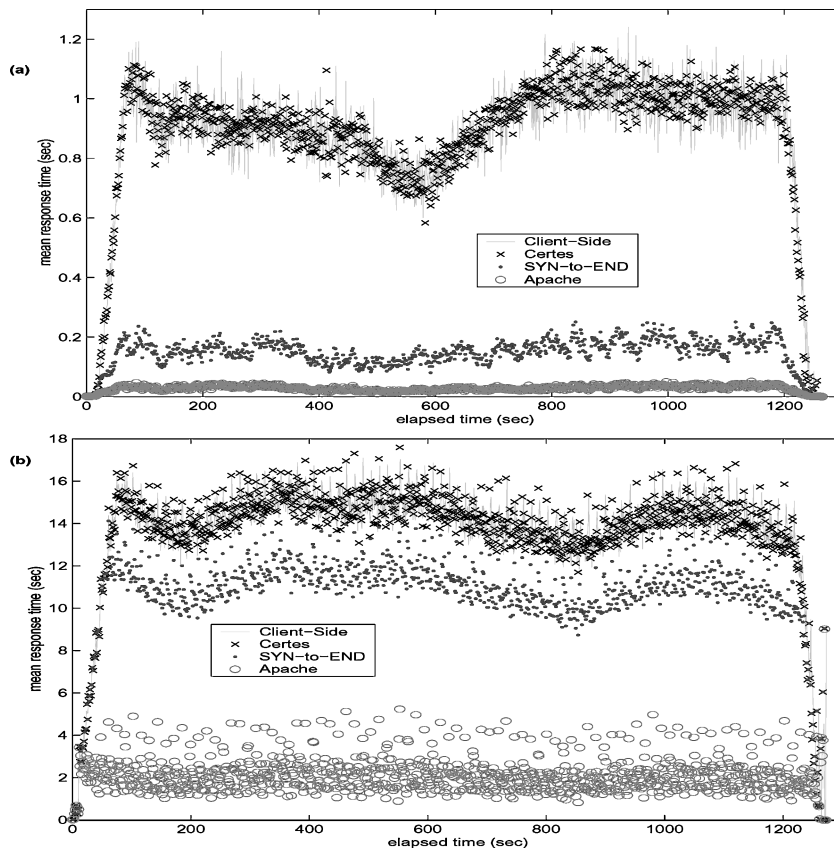 (a)
mean response time (sec)
1.2
1
0.8
0.6
0.4
0.2
0
Client-Side
Certes
SYN-to-END
Apache
0
200
400
600
800
1000
1200
elapsed time (sec)
(b)
mean response time (sec)
18
16
14
12
10
8
6
4
2
0
Client-Side
Certes
SYN-to-END
Apache
0
200
400
600
800
1000
1200
elapsed time (sec)